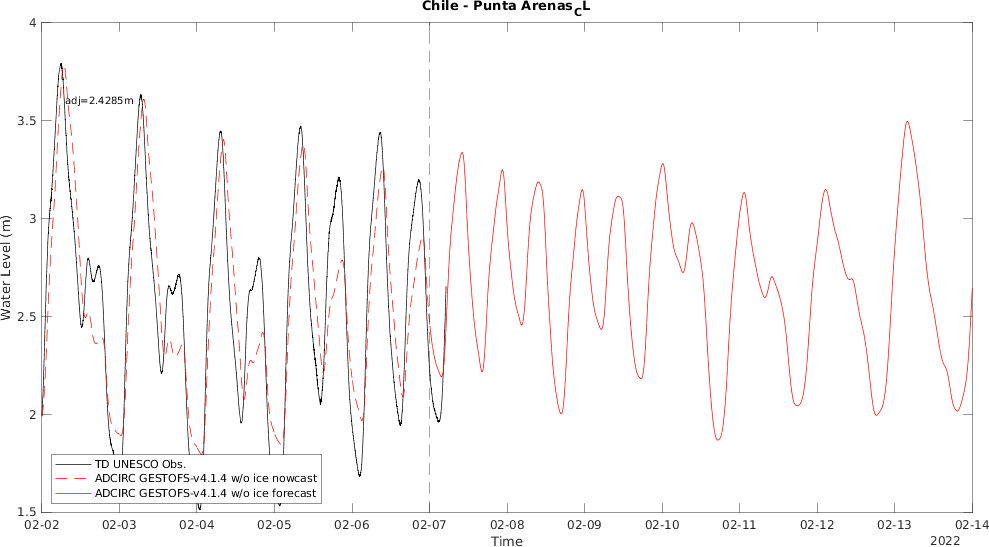 Chile - Punta Arenas_CL
4
adj=2.4285m
3.5
3
Water Level (m)
2.5
2
TD UNESCO Obs.
ADCIRC GESTOFS-v4.1.4 w/o ice nowcast
ADCIRC GESTOFS-v4.1.4 w/o ice forecast
1.5
02-02 02-03 02-04 02-05 02-06 02-07 02-08 02-09 02-10 02-11 02-12 02-13 02-14
Time
2022